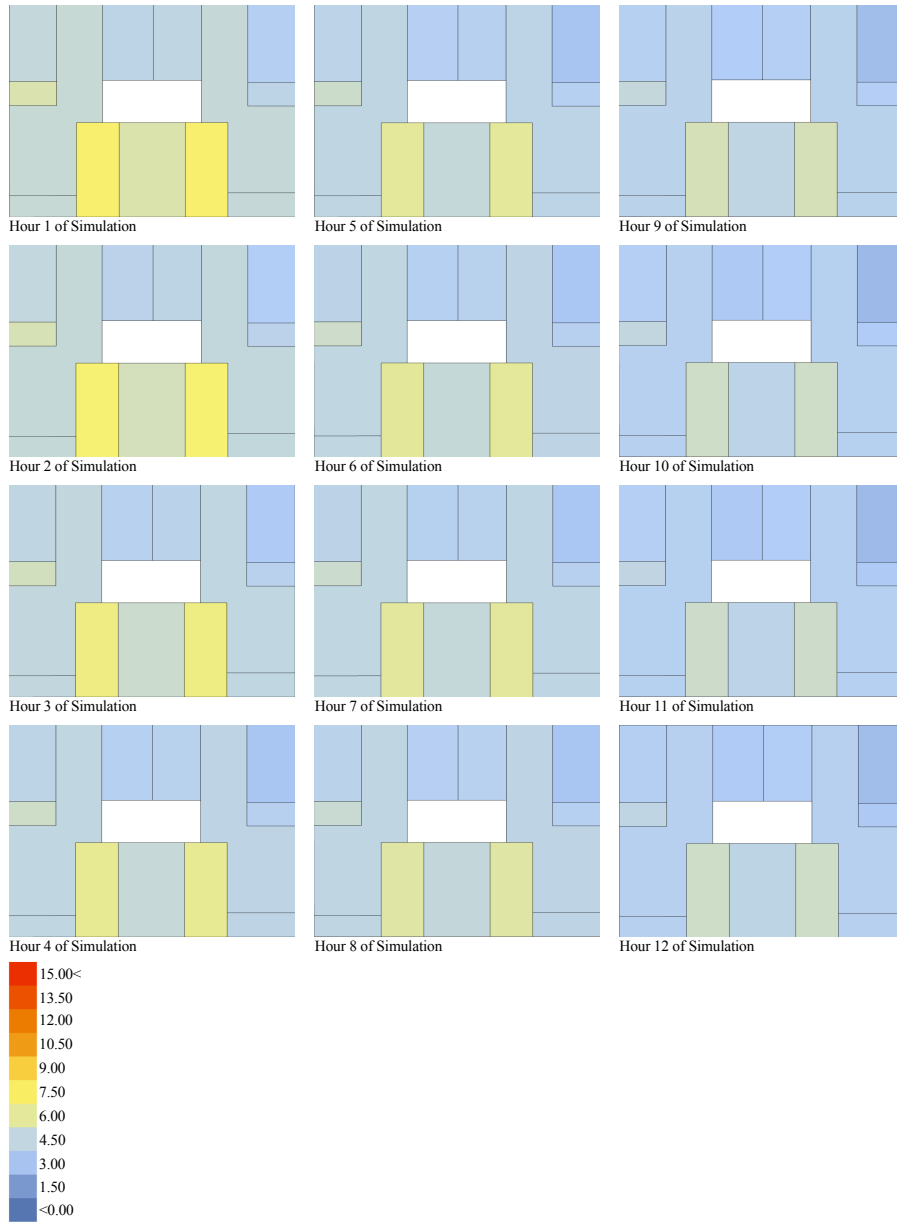 Hour 1 of Simulation
Hour 5 of Simulation
Hour 9 of Simulation
Hour 2 of Simulation
Hour 6 of Simulation
Hour 10 of Simulation
Hour 3 of Simulation
Hour 7 of Simulation
Hour 11 of Simulation
Hour 4 of Simulation
Hour 8 of Simulation
Hour 12 of Simulation
15.00<
13.50
12.00
10.50
9.00
7.50
6.00
4.50
3.00
1.50
<0.00